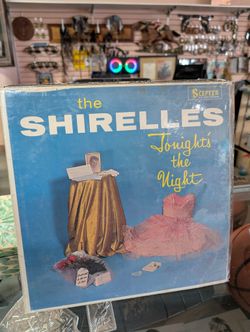 the
SCEPTER
SHIRELLES
Tonight's
the
Night